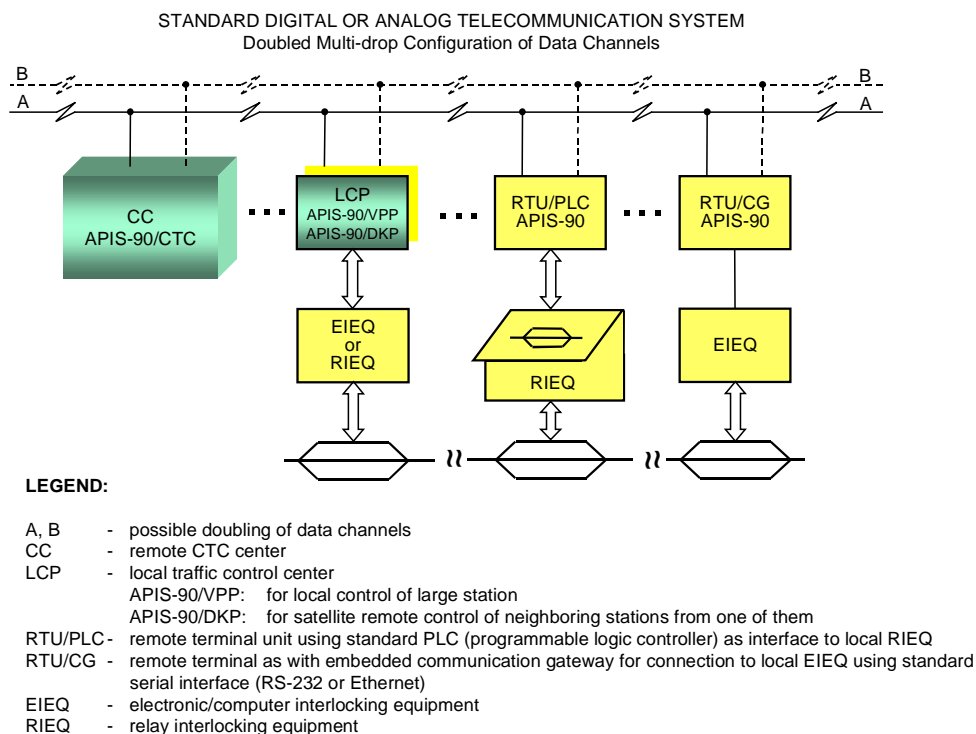 STANDARD DIGITAL OR ANALOG TELECOMMUNICATION SYSTEM
Doubled Multi-drop Configuration of Data Channels
B
B
A
A
CC
APIS-90/CTC
LCP
APIS-90/VPP
APIS-90/DKP
RTU/PLC
APIS-90
RTU/CG
APIS-90
EIEQ
or
RIEQ
RIEQ
EIEQ
LEGEND:
A, B - possible doubling of data channels
CC - remote CTC center
LCP - local traffic control center
APIS-90/VPP: for local control of large station
APIS-90/DKP: for satellite remote control of neighboring stations from one of them
RTU/PLC - remote terminal unit using standard PLC (programmable logic controller) as interface to local RIEQ
RTU/CG - remote terminal as with embedded communication gateway for connection to local EIEQ using standard
serial interface (RS-232 or Ethernet)
EIEQ - electronic/computer interlocking equipment
RIEQ - relay interlocking equipment